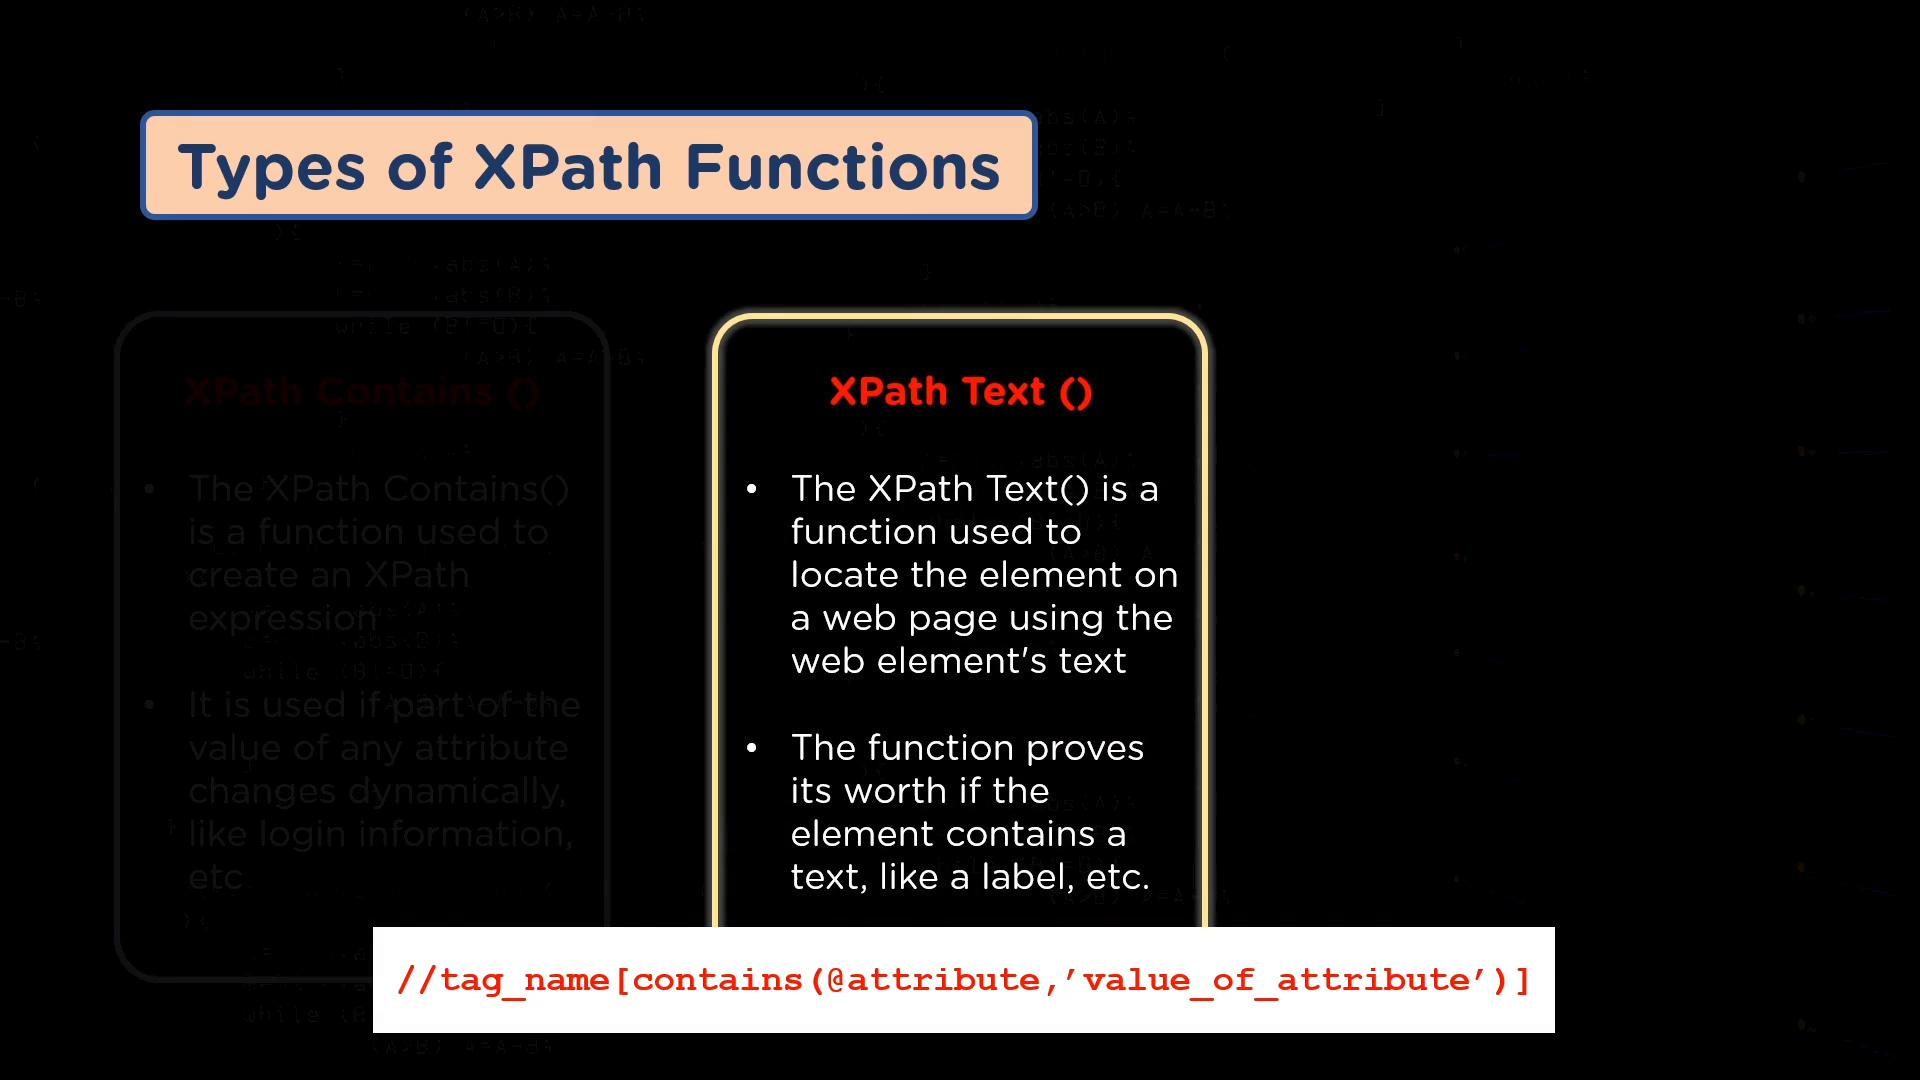 Types of XPath Functions
XPath Contains ()
• The XPath Contains()
is a function used to
create an XPath
expression
• It is used if part of the
value of any attribute
changes dynamically,
like login information,
etc
XPath Text ()
• The XPath Text() is a
function used to
locate the element on
a web page using the
web element's text
• The function proves
its worth if the
element contains a
text, like a label, etc.
//tag_name[contains(@attribute,’value_of_attribute’)]